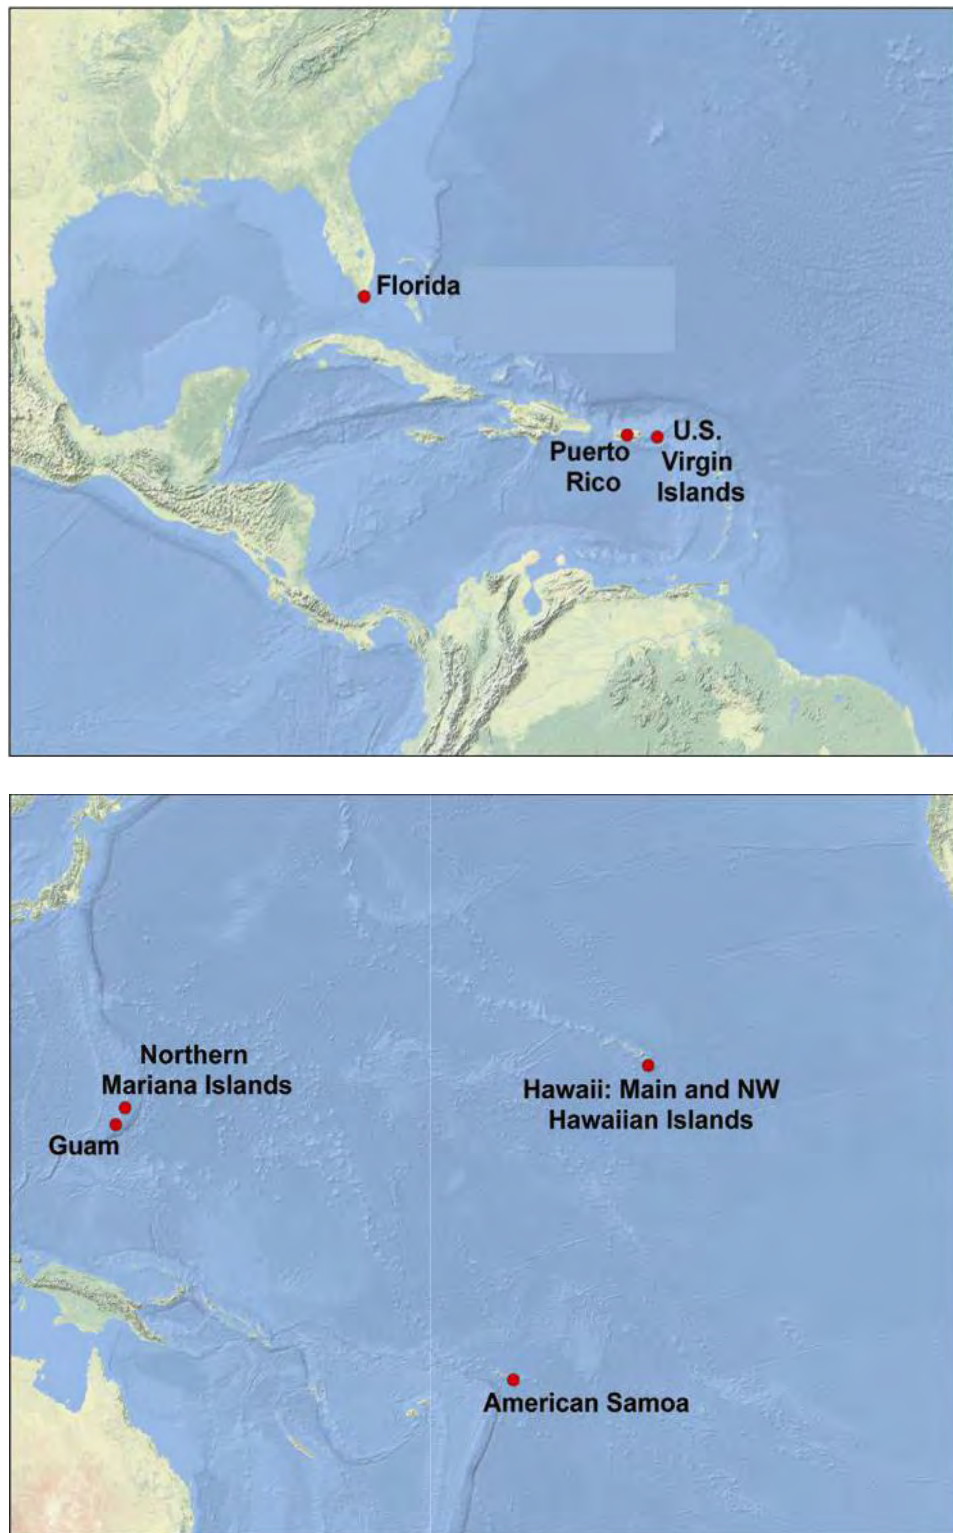 Florida
Puerto
Rico
U.S.
Virgin
Islands
Northern
Mariana Islands
Guam
Hawaii: Main and NW
Hawaiian Islands
American Samoa